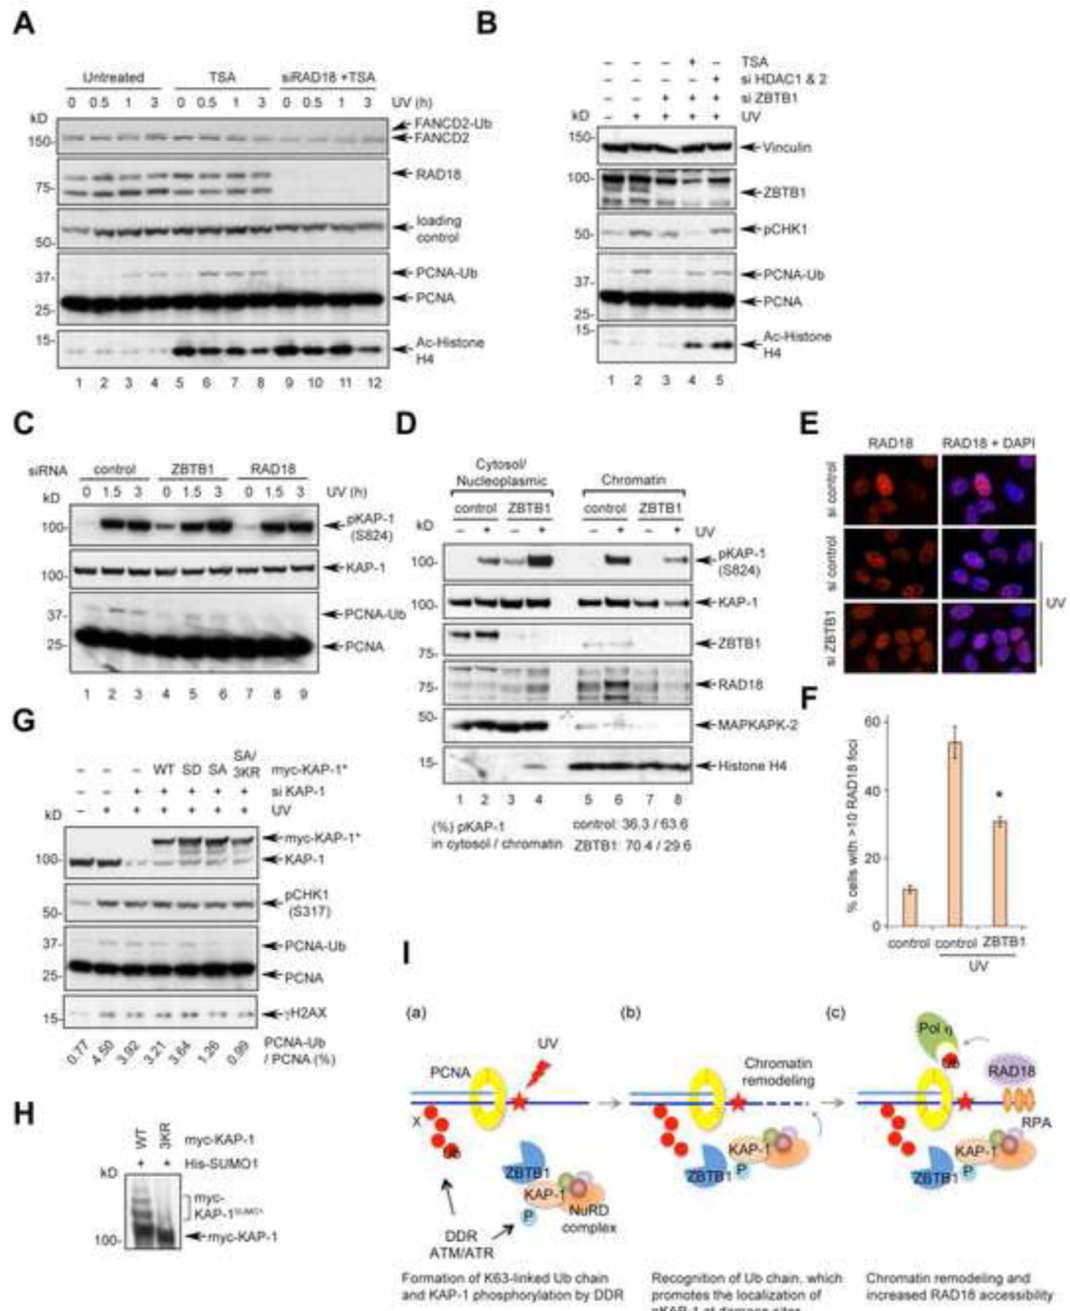 A
Untreated TSA siRAD18 +TSA
0 0.5 1 3 0 0.5 1 3 0 0.5 1 3 UV (h)
kD
FANCD2-Ub
150- FANCD2
RAD18
75-
loading
control
50-
37- PCNA-Ub
PCNA
25-
15-
Ac-Histone
H4
1 2 3 4 5 6 7 8 9 10 11 12
B
- - - + - TSA
- - - - + si HDAC1 & 2
- - + + + si ZBTB1
- + + + + UV
kD
150-
Vinculin
100-
ZBTB1
50- pCHK1
PCNA-Ub
37-
PCNA
25-
15-
Ac-Histone
H4
1 2 3 4 5
C
siRNA control ZBTB1 RAD18
0 1.5 3 0 1.5 3 0 1.5 3 UV (h)
kD
100- pKAP-1
(S824)
100- KAP-1
37- PCNA-Ub
25- PCNA
1 2 3 4 5 6 7 8 9
D
Cytosol/
Nucleoplasmic Chromatin
control ZBTB1 control ZBTB1
kD - + - + - + - + UV
100- pKAP-1
(S824)
100- KAP-1
ZBTB1
75-
75- RAD18
50- MAPKAPK-2
15- Histone H4
1 2 3 4 5 6 7 8
(%) pKAP-1 control: 36.3 / 63.6
in cytosol / chromatin ZBTB1: 70.4 / 29.6
E
RAD18 RAD18 + DAPI
si control
si control
si ZBTB1
UV
F
% cells with >10 RAD18 foci
60
40
20
0
*
control control ZBTB1
UV
G
SA/
- - - WT SD SA 3KR myc-KAP-1*
- - + + + + + si KAP-1
- + + + + + + UV
kD
myc-KAP-1*
100- KAP-1
pCHK1
50- (S317)
37- PCNA-Ub
25- PCNA
15- γH2AX
0.77 4.50 3.92 3.21 3.64 1.26 0.99 PCNA-Ub
/ PCNA (%)
H
WT 3KR myc-KAP-1
+ + His-SUMO1
kD
myc-
KAP-1SUMO1
100- myc-KAP-1
I
(a) (b) (c)
UV
PCNA
X
Ub
ZBTB1
KAP-1
P
NuRD
complex
DDR
ATM/ATR
Formation of K63-linked Ub chain
and KAP-1 phosphorylation by DDR
Chromatin
remodeling
KAP-1
ZBTB1
P
Recognition of Ub chain, which
promotes the localization of
pKAP-1 at damage sites
Pol η
Ub
RAD18
RPA
KAP-1
ZBTB1
P
Chromatin remodeling and
increased RAD18 accessibility